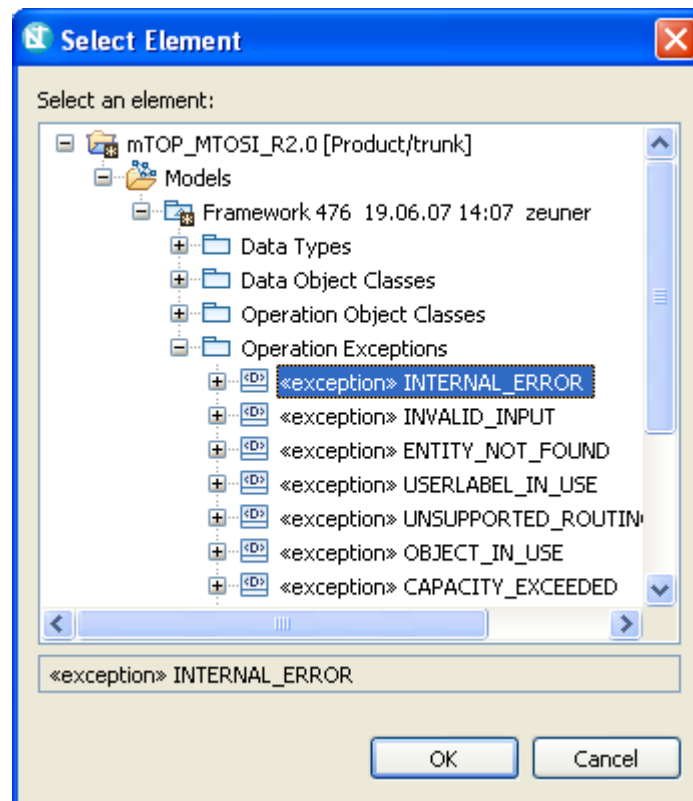 Select Element
Select an element:
mTOP_MTOSI_R2.0 [Product/trunk]
Models
Framework 476 19.06.07 14:07 zeuner
Data Types
Data Object Classes
Operation Object Classes
Operation Exceptions
«exception» INTERNAL_ERROR
«exception» INVALID_INPUT
«exception» ENTITY_NOT_FOUND
«exception» USERLABEL_IN_USE
«exception» UNSUPPORTED_ROUTIN
«exception» OBJECT_IN_USE
«exception» CAPACITY_EXCEEDED
«exception» INTERNAL_ERROR
OK Cancel